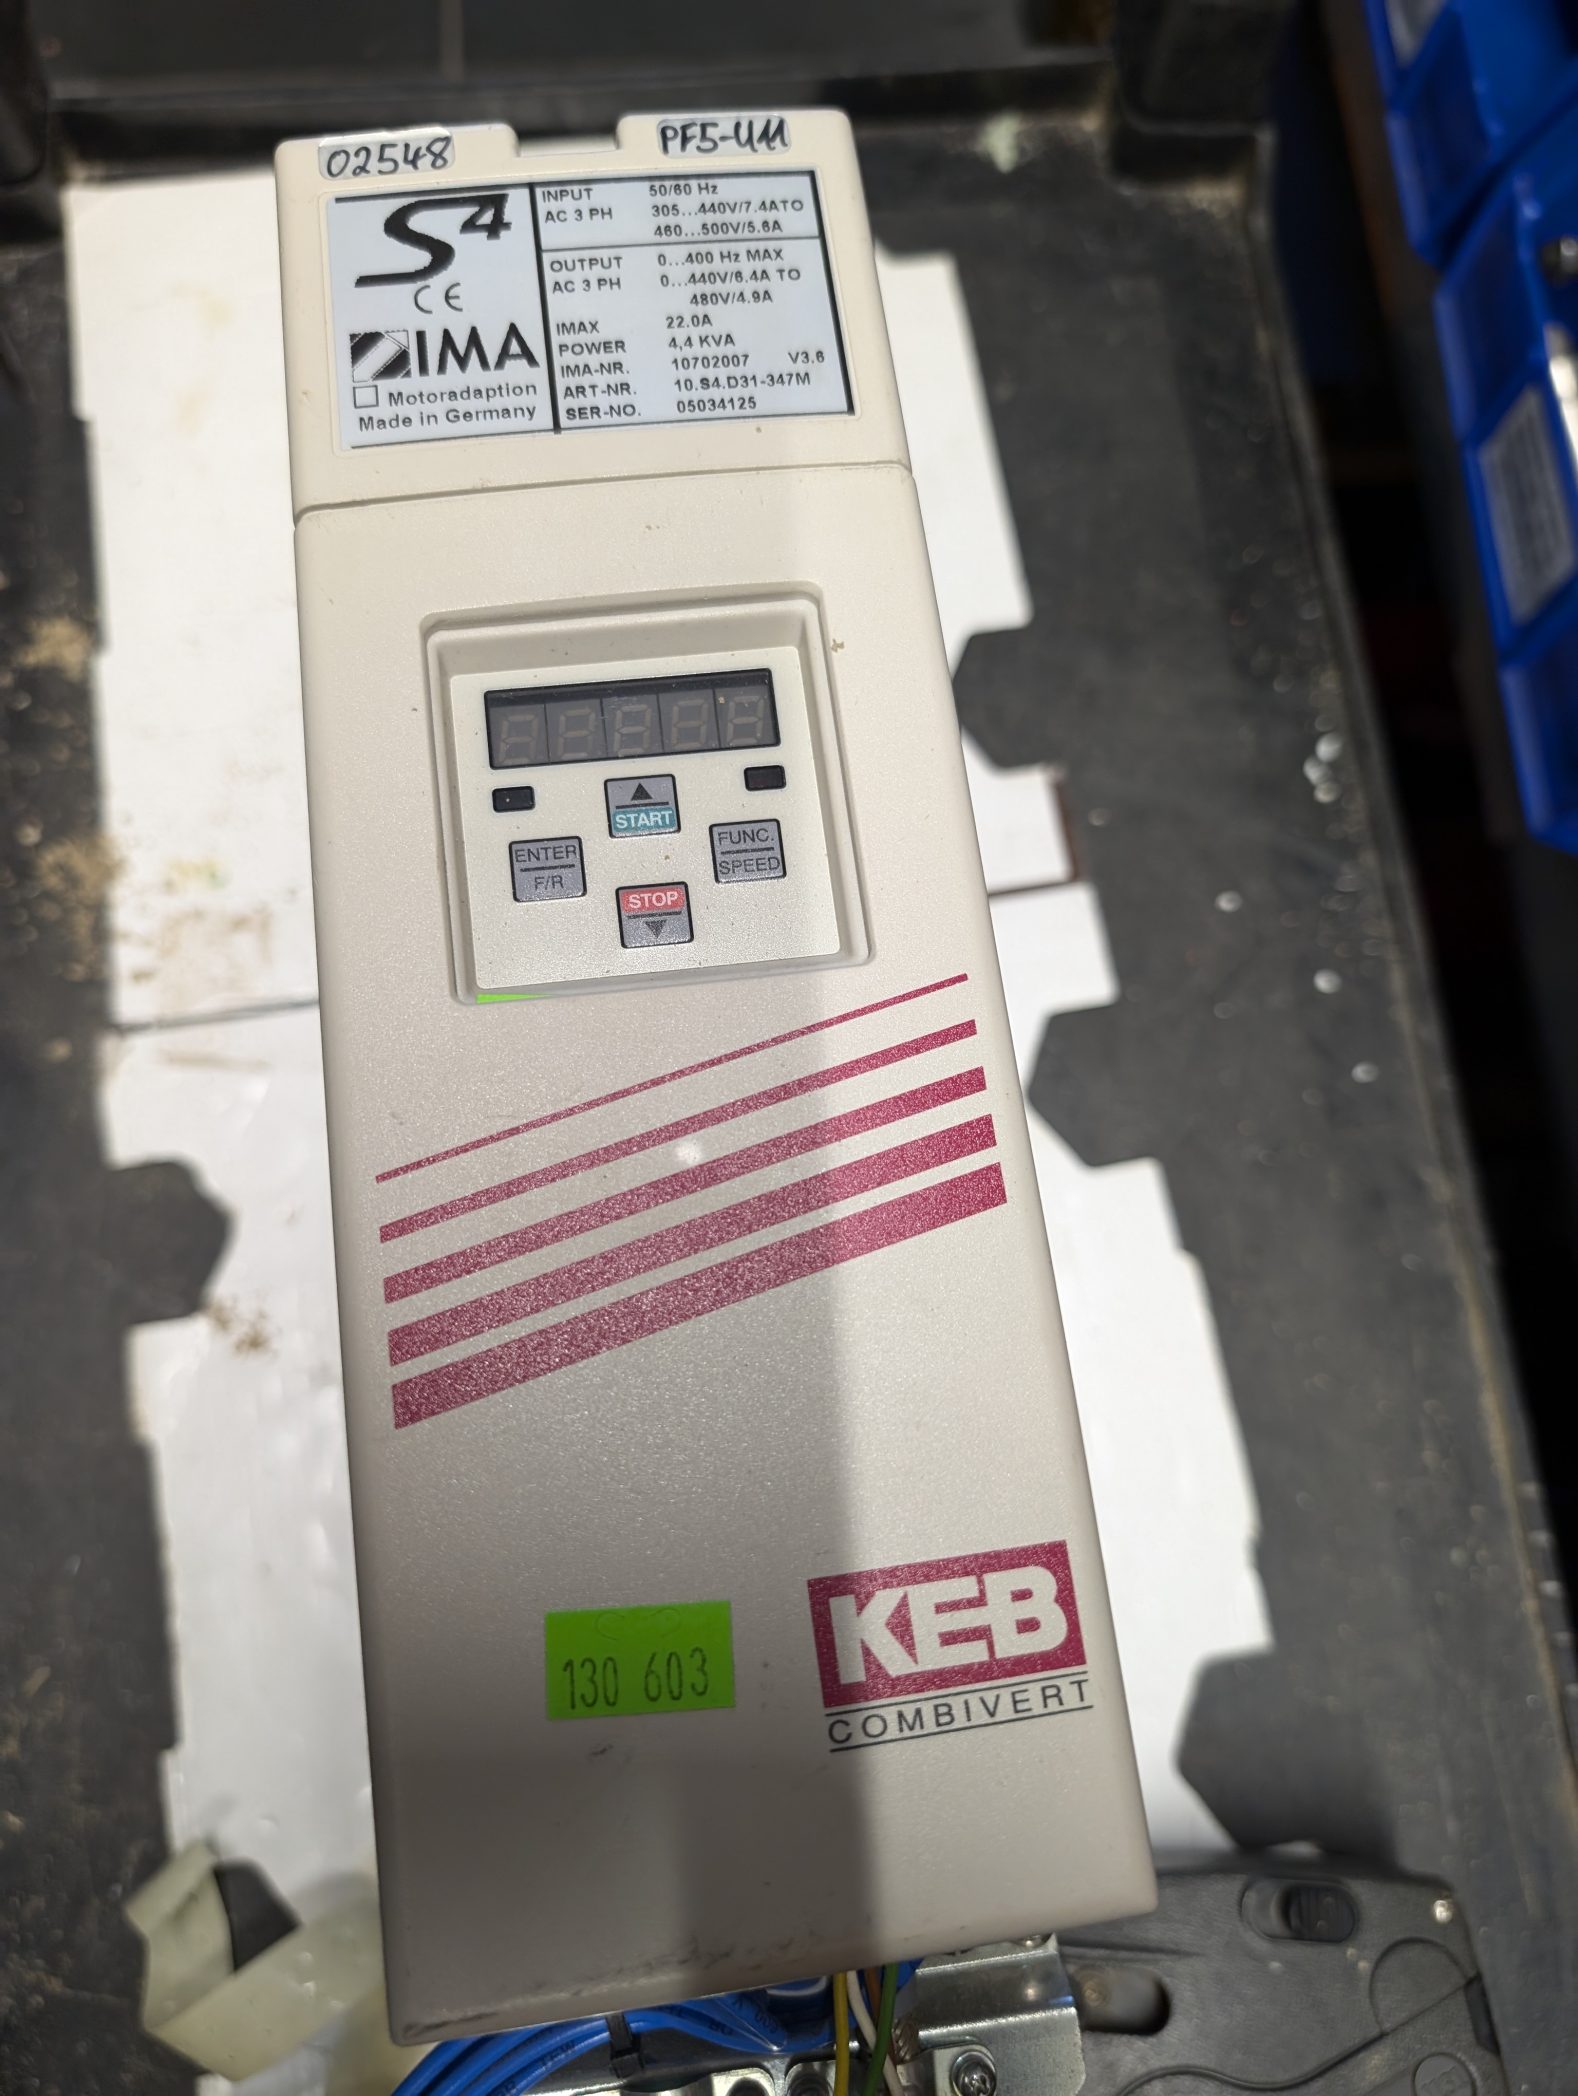 02548
PF5-U11
S4
CE
IMA
Motoradaption
Made in Germany
INPUT 50/60 Hz
AC 3 PH 305...440V/7.4ATO
460...500V/5.6A
OUTPUT 0...400 Hz MAX
AC 3 PH 0...440V/6.4A TO
480V/4.9A
IMAX 22.0A
POWER 4,4 KVA
IMA-NR. 10702007 V3.6
ART-NR. 10.S4.D31-347M
SER-NO. 05034125
START
ENTER
F/R
FUNC.
SPEED
STOP
130 603
KEB
COMBIVERT